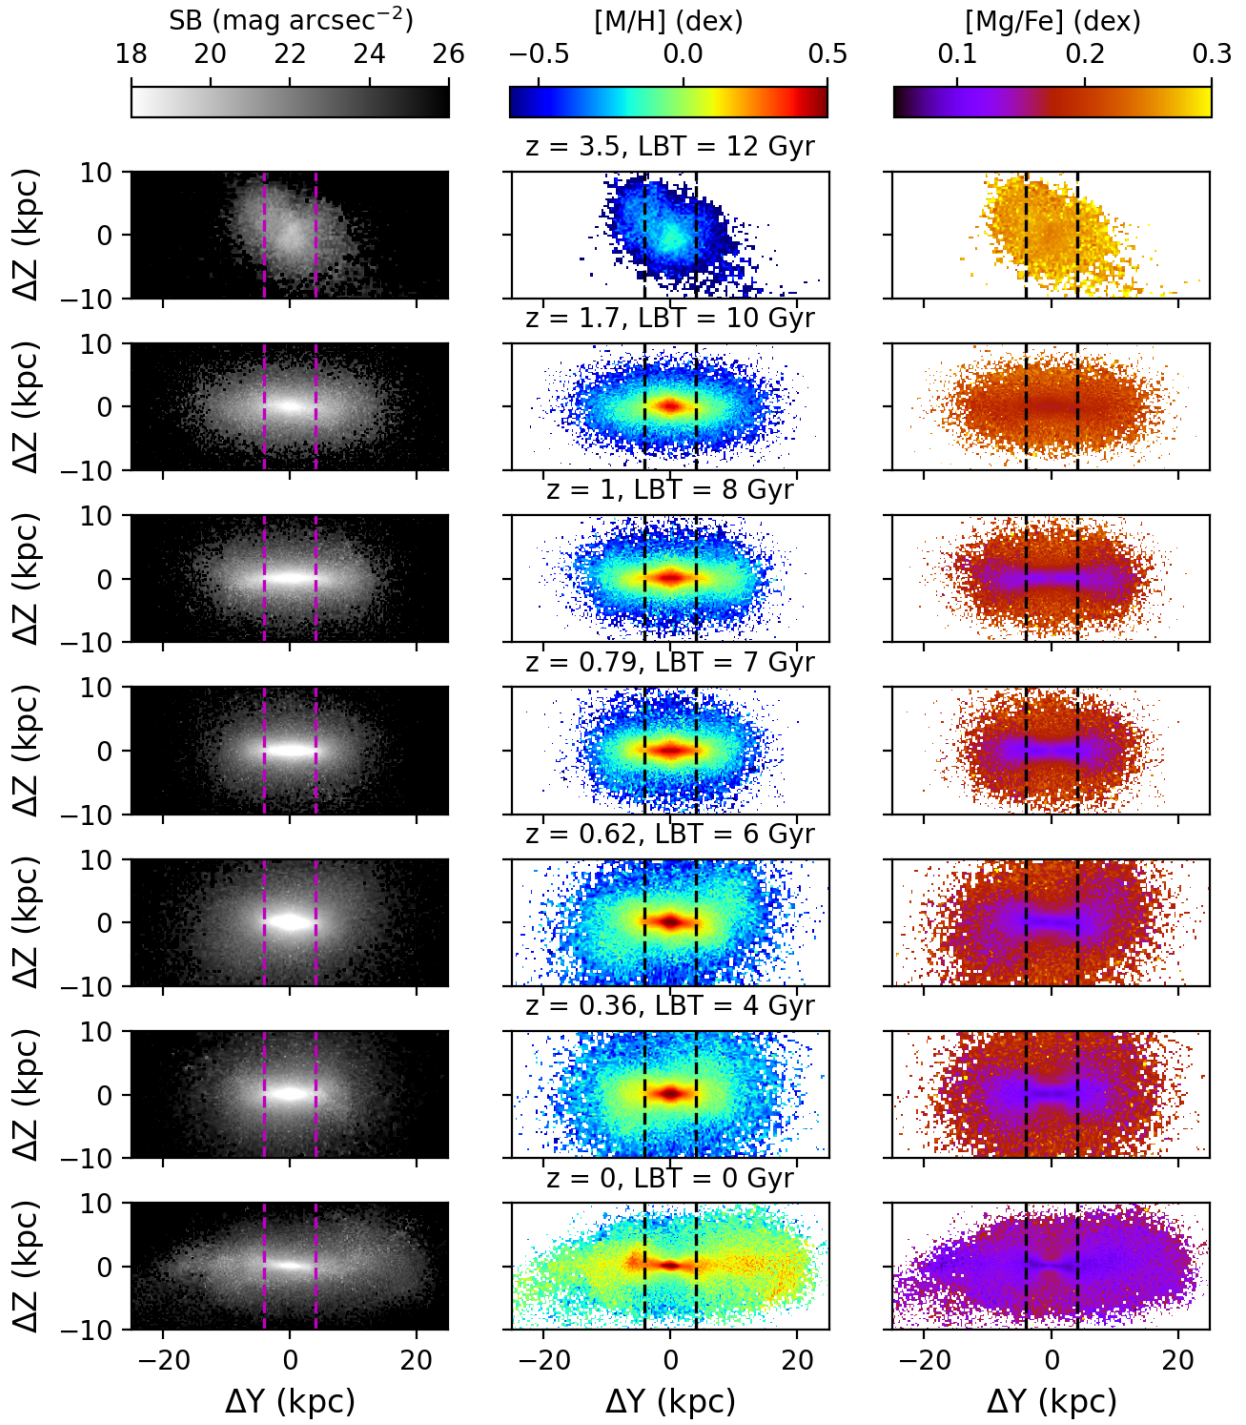 SB (mag arcsec⁻²) [M/H] (dex) [Mg/Fe] (dex)
18 20 22 24 26 −0.5 0.0 0.5 0.1 0.2 0.3
z = 3.5, LBT = 12 Gyr
10
ΔZ (kpc) 0
−10
z = 1.7, LBT = 10 Gyr
10
ΔZ (kpc) 0
−10
z = 1, LBT = 8 Gyr
10
ΔZ (kpc) 0
−10
z = 0.79, LBT = 7 Gyr
10
ΔZ (kpc) 0
−10
z = 0.62, LBT = 6 Gyr
10
ΔZ (kpc) 0
−10
z = 0.36, LBT = 4 Gyr
10
ΔZ (kpc) 0
−10
z = 0, LBT = 0 Gyr
10
ΔZ (kpc) 0
−10
−20 0 20 −20 0 20 −20 0 20
ΔY (kpc) ΔY (kpc) ΔY (kpc)